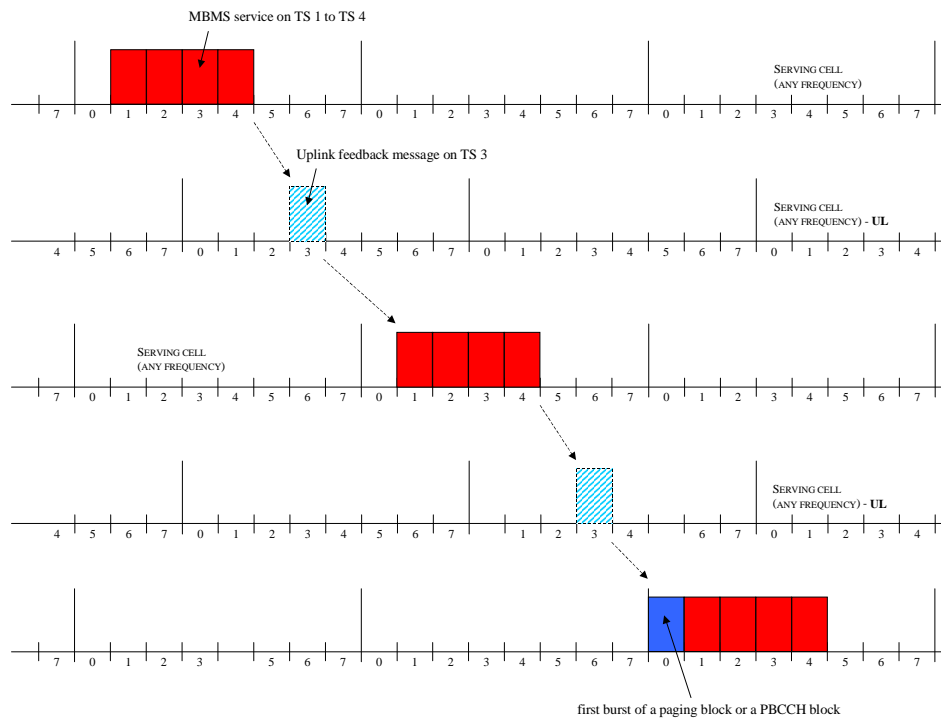 MBMS service on TS 1 to TS 4
SERVING CELL
(ANY FREQUENCY)
7 0 1 2 3 4 5 6 7 0 1 2 3 4 5 6 7 0 1 2 3 4 5 6 7
Uplink feedback message on TS 3
SERVING CELL
(ANY FREQUENCY) - UL
4 5 6 7 0 1 2 3 4 5 6 7 0 1 2 3 4 5 6 7 0 1 2 3 4
SERVING CELL
(ANY FREQUENCY)
7 0 1 2 3 4 5 6 7 0 1 2 3 4 5 6 7 0 1 2 3 4 5 6 7
SERVING CELL
(ANY FREQUENCY) - UL
4 5 6 7 0 1 2 3 4 5 6 7 1 2 3 4 6 7 0 1 2 3 4
7 0 1 2 3 5 6 7 0 1 2 3 4 5 6 7 0 1 2 3 4 5 6 7
first burst of a paging block or a PBCCH block